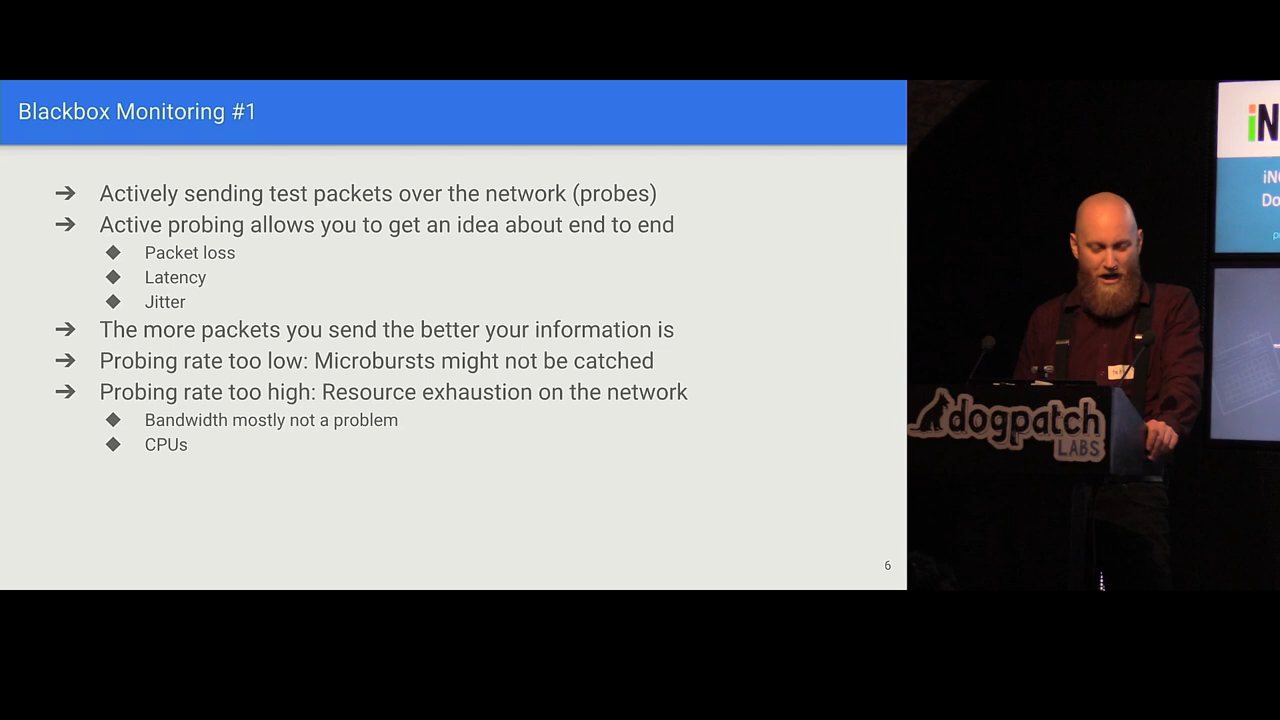 Blackbox Monitoring #1
Actively sending test packets over the network (probes)
Active probing allows you to get an idea about end to end
Packet loss
Latency
Jitter
The more packets you send the better your information is
Probing rate too low: Microbursts might not be catched
Probing rate too high: Resource exhaustion on the network
Bandwidth mostly not a problem
CPUs
6
iN
iN
Do
dogpatch
LABS